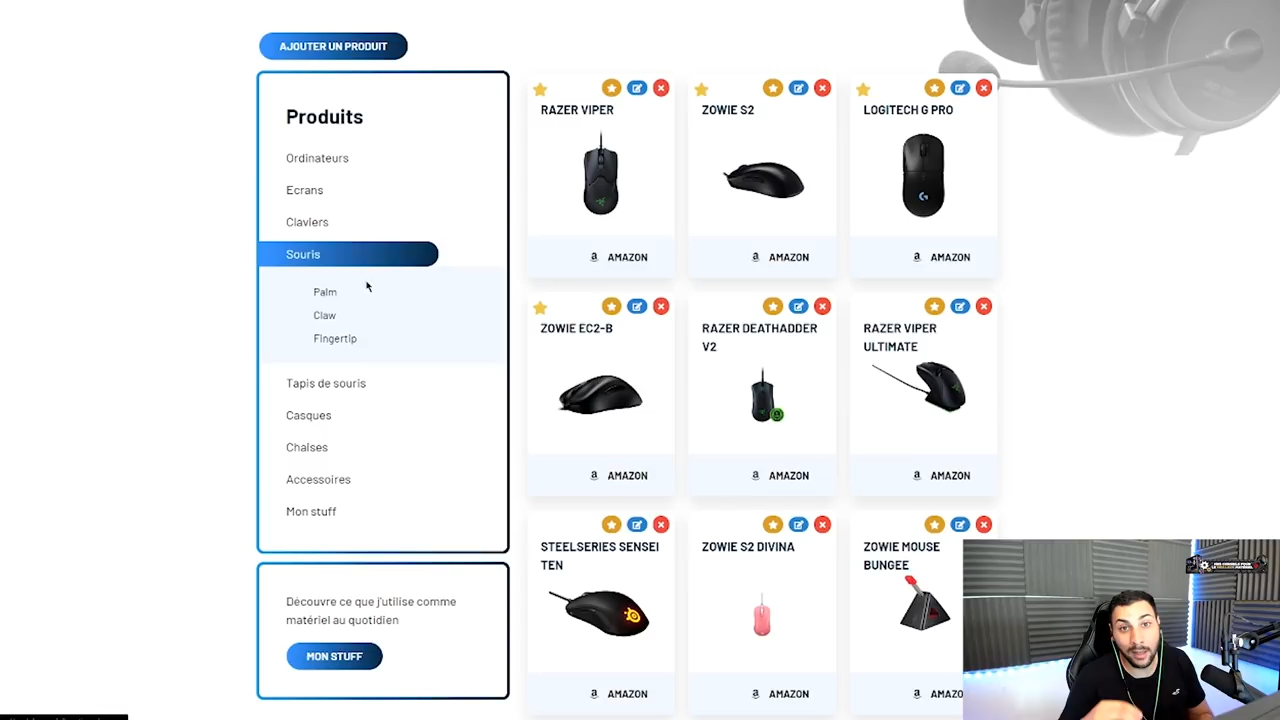 AJOUTER UN PRODUIT
Produits
Ordinateurs
Ecrans
Claviers
Souris
Palm
Claw
Fingertip
Tapis de souris
Casques
Chaises
Accessoires
Mon stuff
Découvre ce que j'utilise comme
matériel au quotidien
MON STUFF
RAZER VIPER
AMAZON
ZOWIE S2
AMAZON
LOGITECH G PRO
AMAZON
ZOWIE EC2-B
AMAZON
RAZER DEATHADDER
V2
AMAZON
RAZER VIPER
ULTIMATE
AMAZON
STEELSERIES SENSEI
TEN
AMAZON
ZOWIE S2 DIVINA
AMAZON
ZOWIE MOUSE
BUNGEE
AMAZO